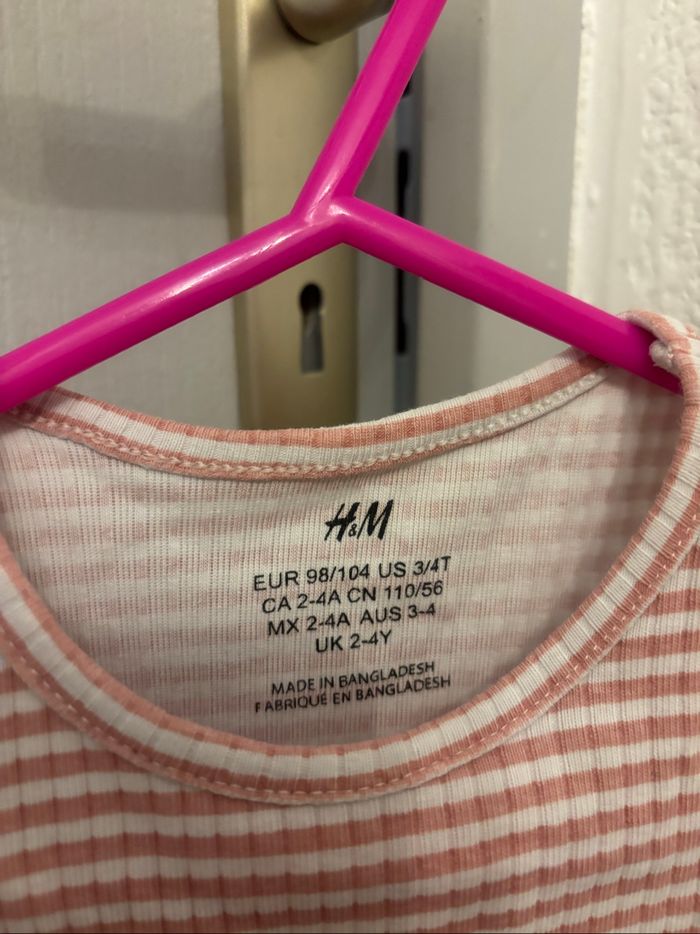 H&M
EUR 98/104 US 3/4T
CA 2-4A CN 110/56
MX 2-4A AUS 3-4
UK 2-4Y
MADE IN BANGLADESH
FABRIQUE EN BANGLADESH